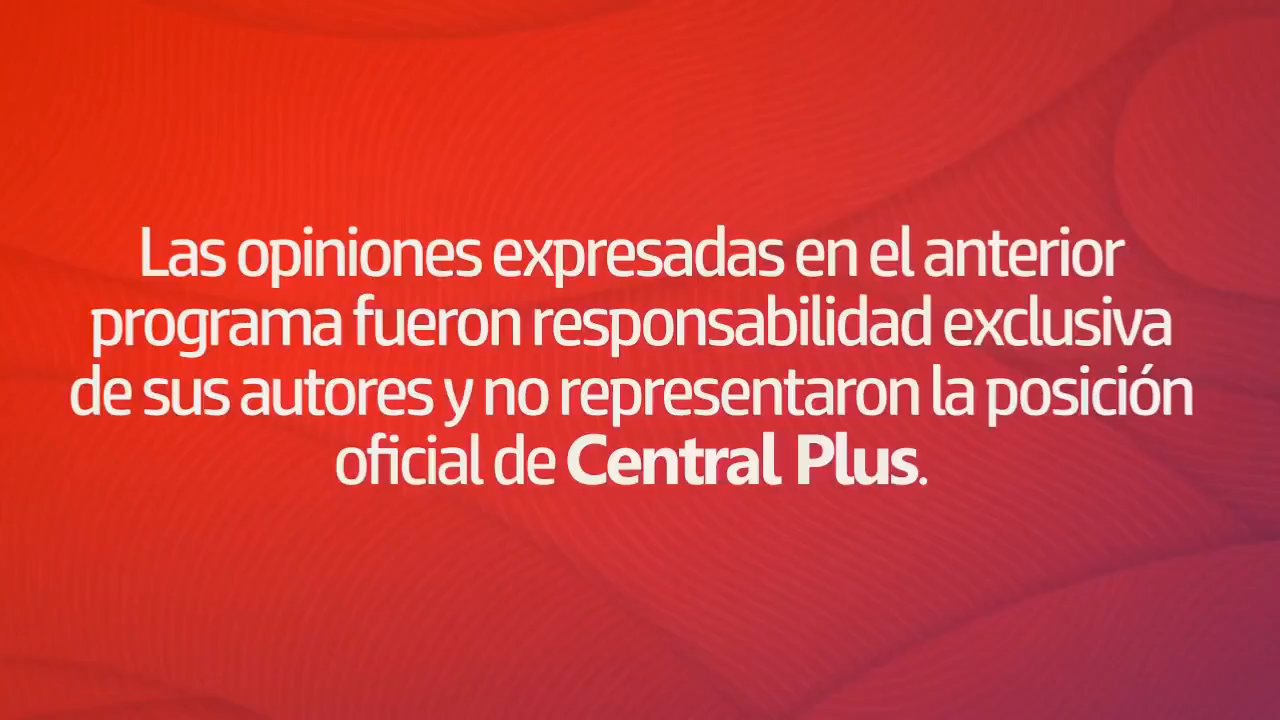 Las opiniones expresadas en el anterior
programa fueron responsabilidad exclusiva
de sus autores y no representaron la posición
oficial de Central Plus.